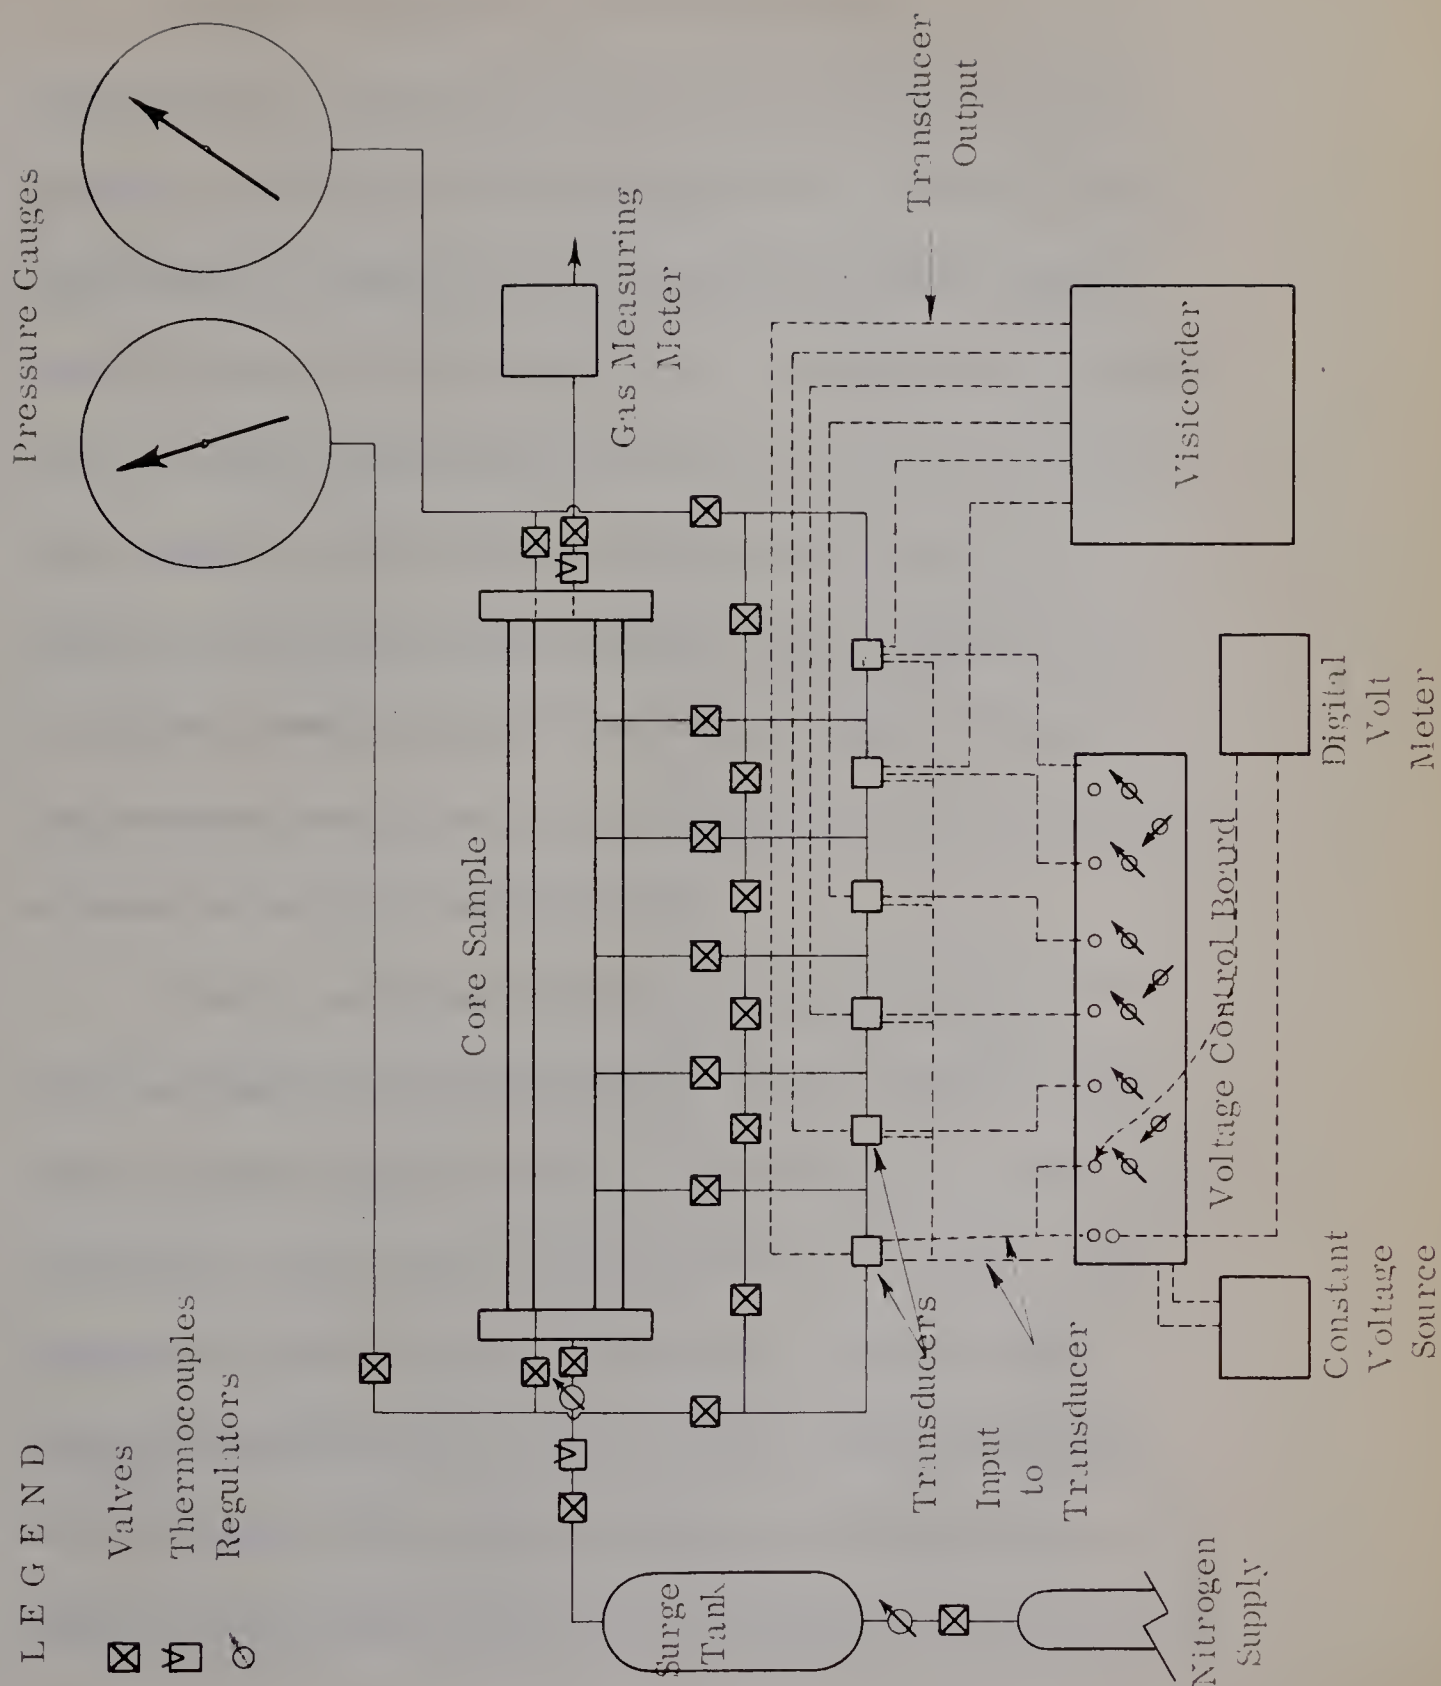 LEGEND
Valves
Thermocouples
Regulators
Pressure Gauges
Core Sample
Gas Measuring
Meter
Surge
Tank
Nitrogen
Supply
Transducers
Input
to
Transducer
Transducer
Output
Visicorder
Voltage Control Board
Constant
Voltage
Source
Digital
Volt
Meter